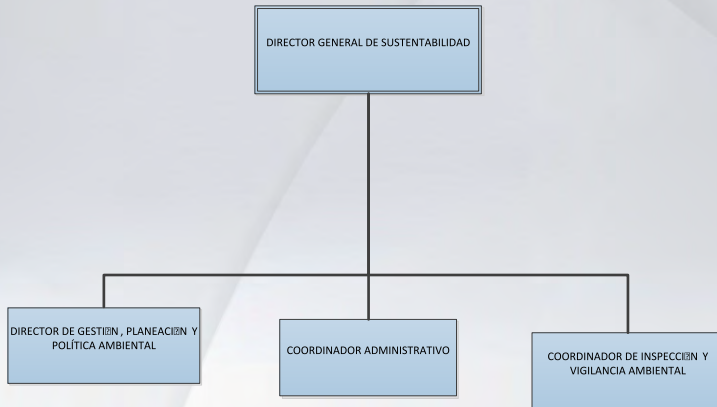 DIRECTOR GENERAL DE SUSTENTABILIDAD
DIRECTOR DE GESTI⍰N , PLANEACI⍰N Y
POLÍTICA AMBIENTAL
COORDINADOR ADMINISTRATIVO
COORDINADOR DE INSPECCI⍰N Y
VIGILANCIA AMBIENTAL